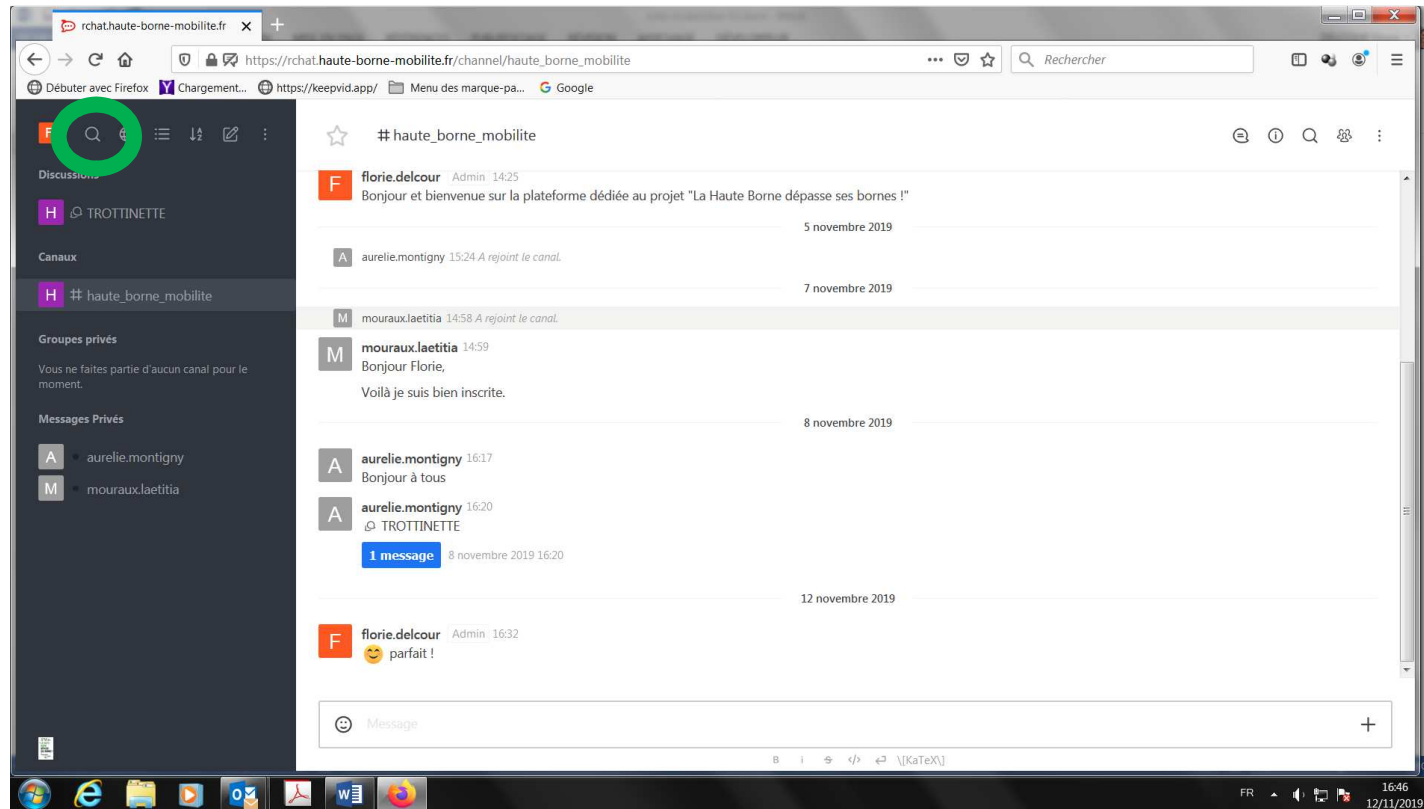 rchat.haute-borne-mobilite.fr
https://rchat.haute-borne-mobilite.fr/channel/haute_borne_mobilite
Rechercher
Débuter avec Firefox
Chargement...
https://keepvid.app/
Menu des marque-pa...
Google
F
#haute_borne_mobilite
Discussions
H TROTTINETTE
Canaux
H # haute_borne_mobilite
Groupes privés
Vous ne faites partie d'aucun canal pour le
moment.
Messages Privés
A aurelie.montigny
M mouraux.laetitia
F florie.delcour Admin 14:25
Bonjour et bienvenue sur la plateforme dédiée au projet "La Haute Borne dépasse ses bornes !"
5 novembre 2019
A aurelie.montigny 15:24 A rejoint le canal.
7 novembre 2019
M mouraux.laetitia 14:58 A rejoint le canal.
M mouraux.laetitia 14:59
Bonjour Florie,
Voilà je suis bien inscrite.
8 novembre 2019
A aurelie.montigny 16:17
Bonjour à tous
A aurelie.montigny 16:20
TROTTINETTE
1 message 8 novembre 2019 16:20
12 novembre 2019
F florie.delcour Admin 16:32
parfait !
Message
B i S </> \[KaTeX\]
FR
16:46
12/11/2019